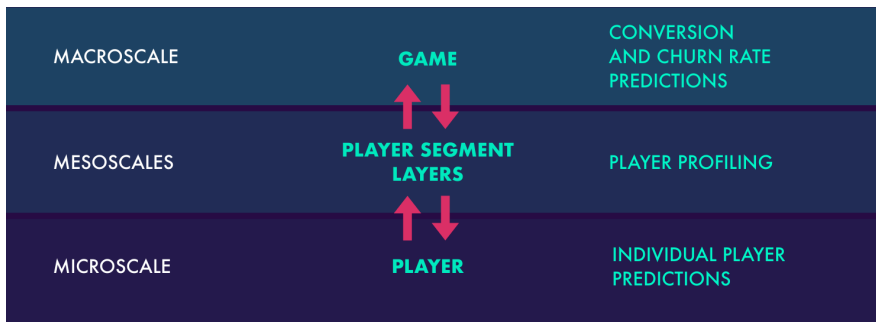 MACROSCALE
GAME
CONVERSION
AND CHURN RATE
PREDICTIONS
MESOSCALES
PLAYER SEGMENT
LAYERS
PLAYER PROFILING
MICROSCALE
PLAYER
INDIVIDUAL PLAYER
PREDICTIONS